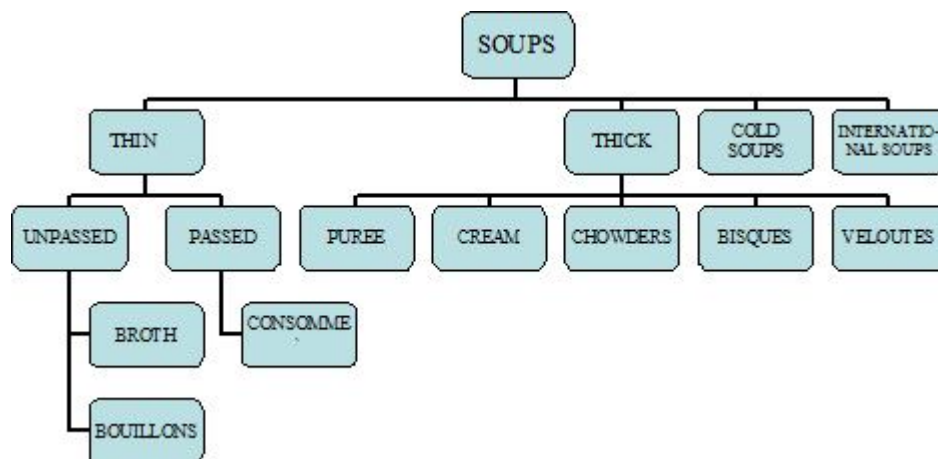 SOUPS
THIN
THICK
COLD
SOUPS
INTERNATIO-
NAL SOUPS
UNPASSED
PASSED
PUREE
CREAM
CHOWDERS
BISQUES
VELOUTES
BROTH
CONSOMME
'
BOUILLONS